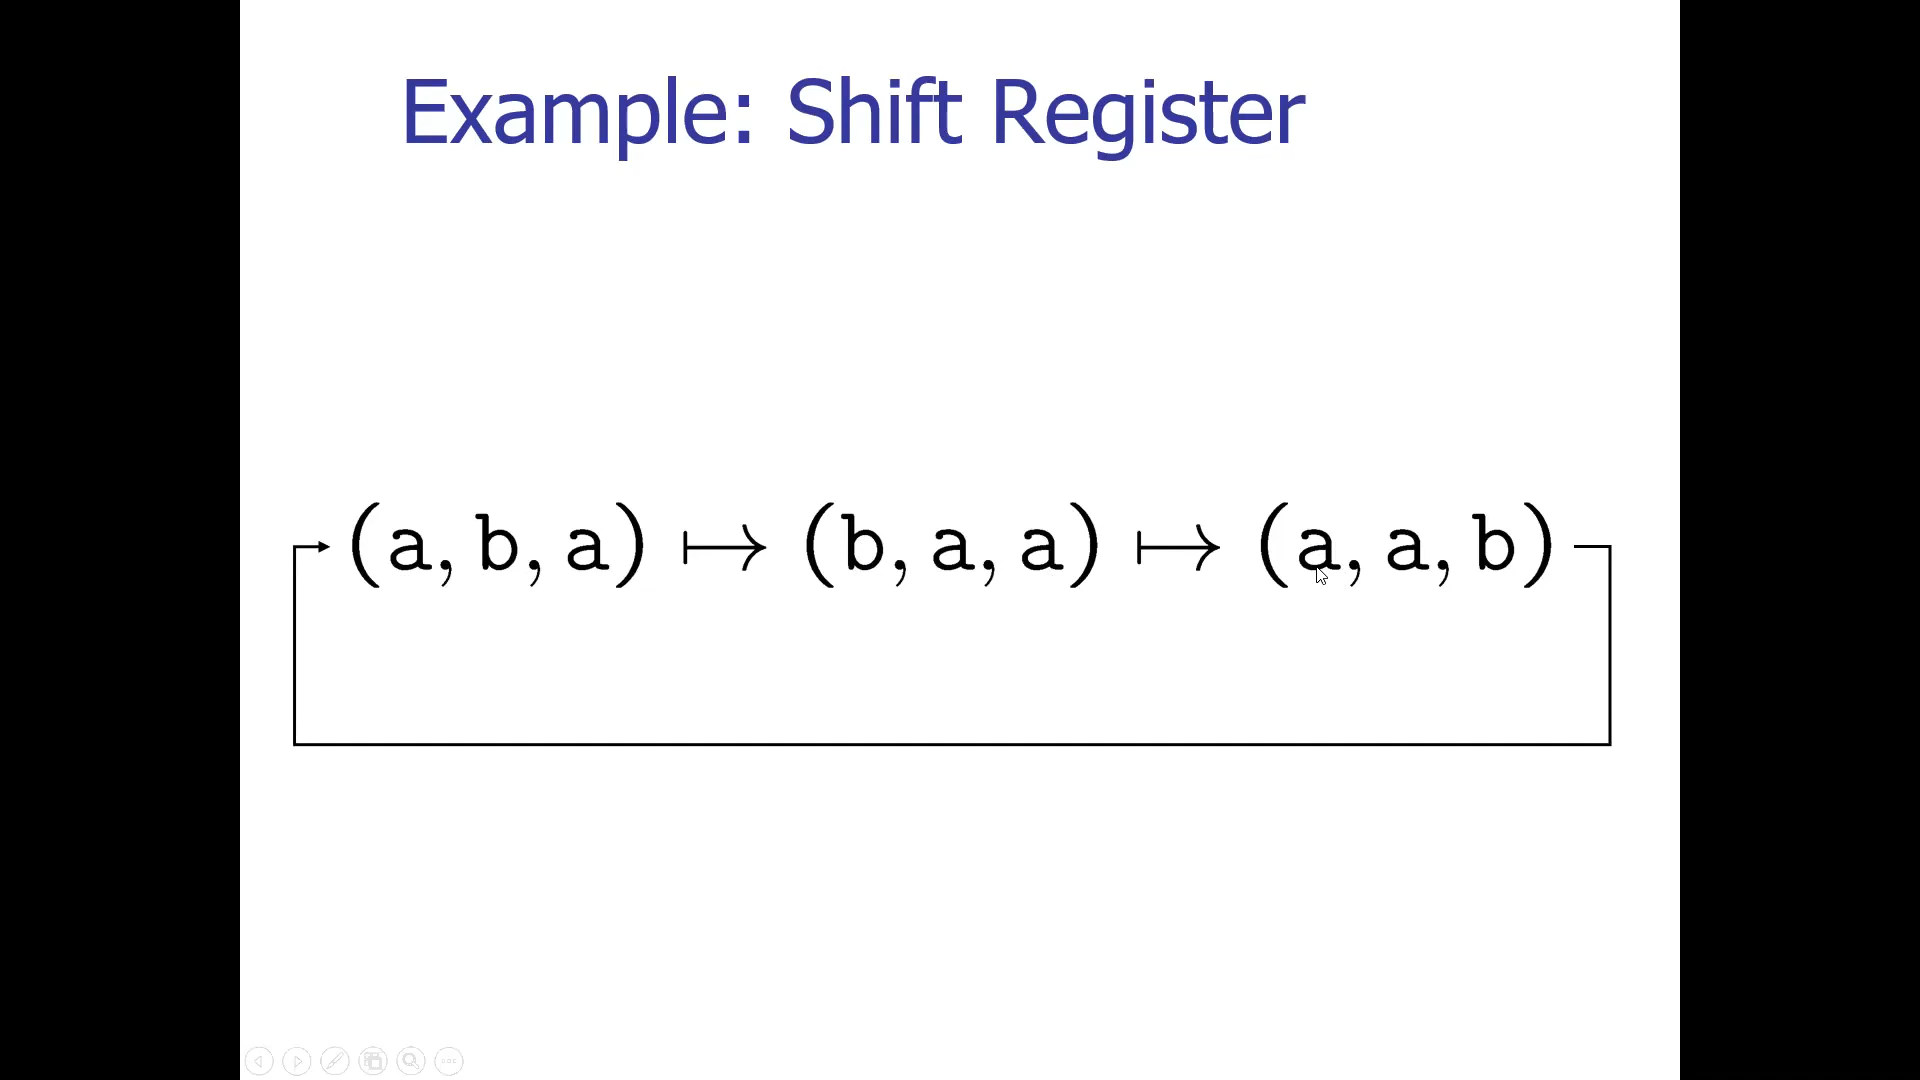 Example: Shift Register
(a, b, a) ⟼ (b, a, a) ⟼ (a, a, b)